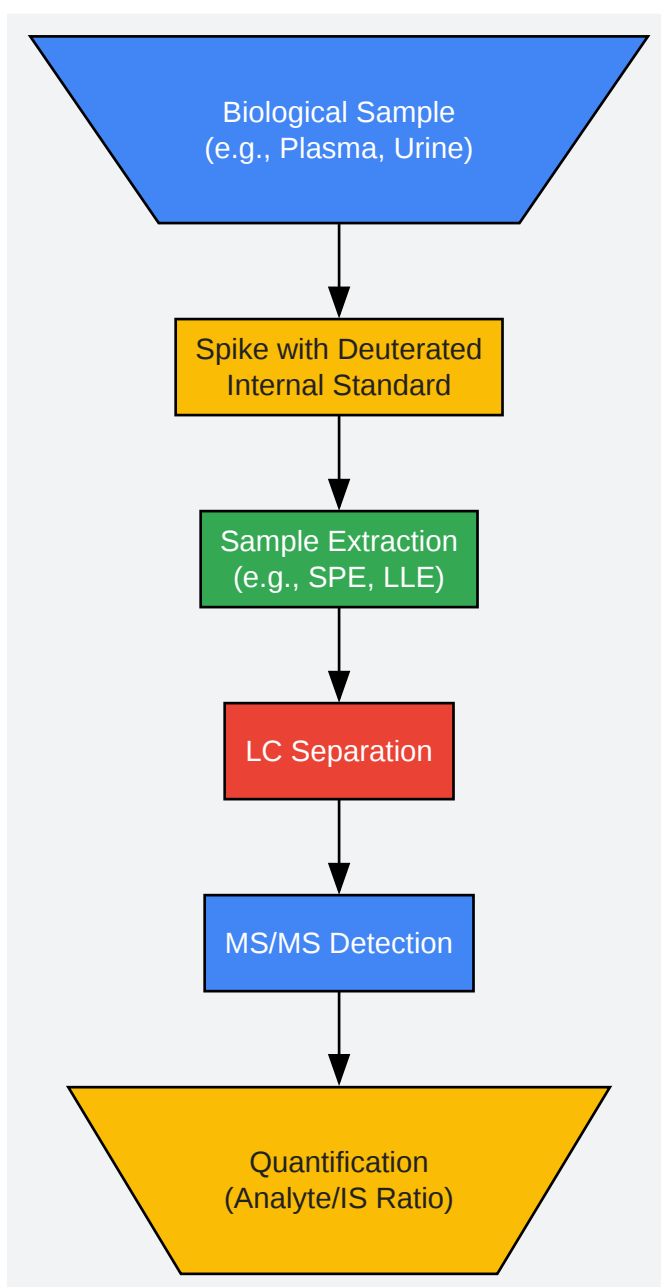 Biological Sample
(e.g., Plasma, Urine)
Spike with Deuterated
Internal Standard
Sample Extraction
(e.g., SPE, LLE)
LC Separation
MS/MS Detection
Quantification
(Analyte/IS Ratio)